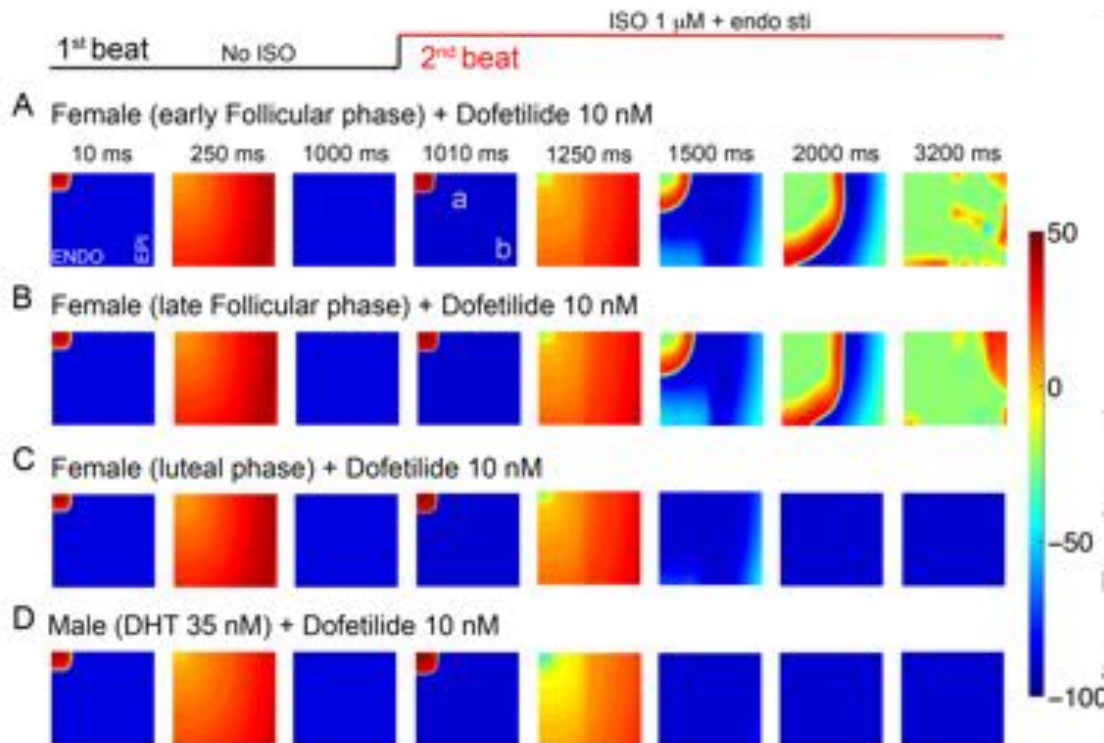 ISO 1 μM + endo sti
1st beat
No ISO
2nd beat
A Female (early Follicular phase) + Dofetilide 10 nM
10 ms 250 ms 1000 ms 1010 ms 1250 ms 1500 ms 2000 ms 3200 ms
a
b
ENDO
EPI
B Female (late Follicular phase) + Dofetilide 10 nM
C Female (luteal phase) + Dofetilide 10 nM
D Male (DHT 35 nM) + Dofetilide 10 nM
50
0
−50
−100